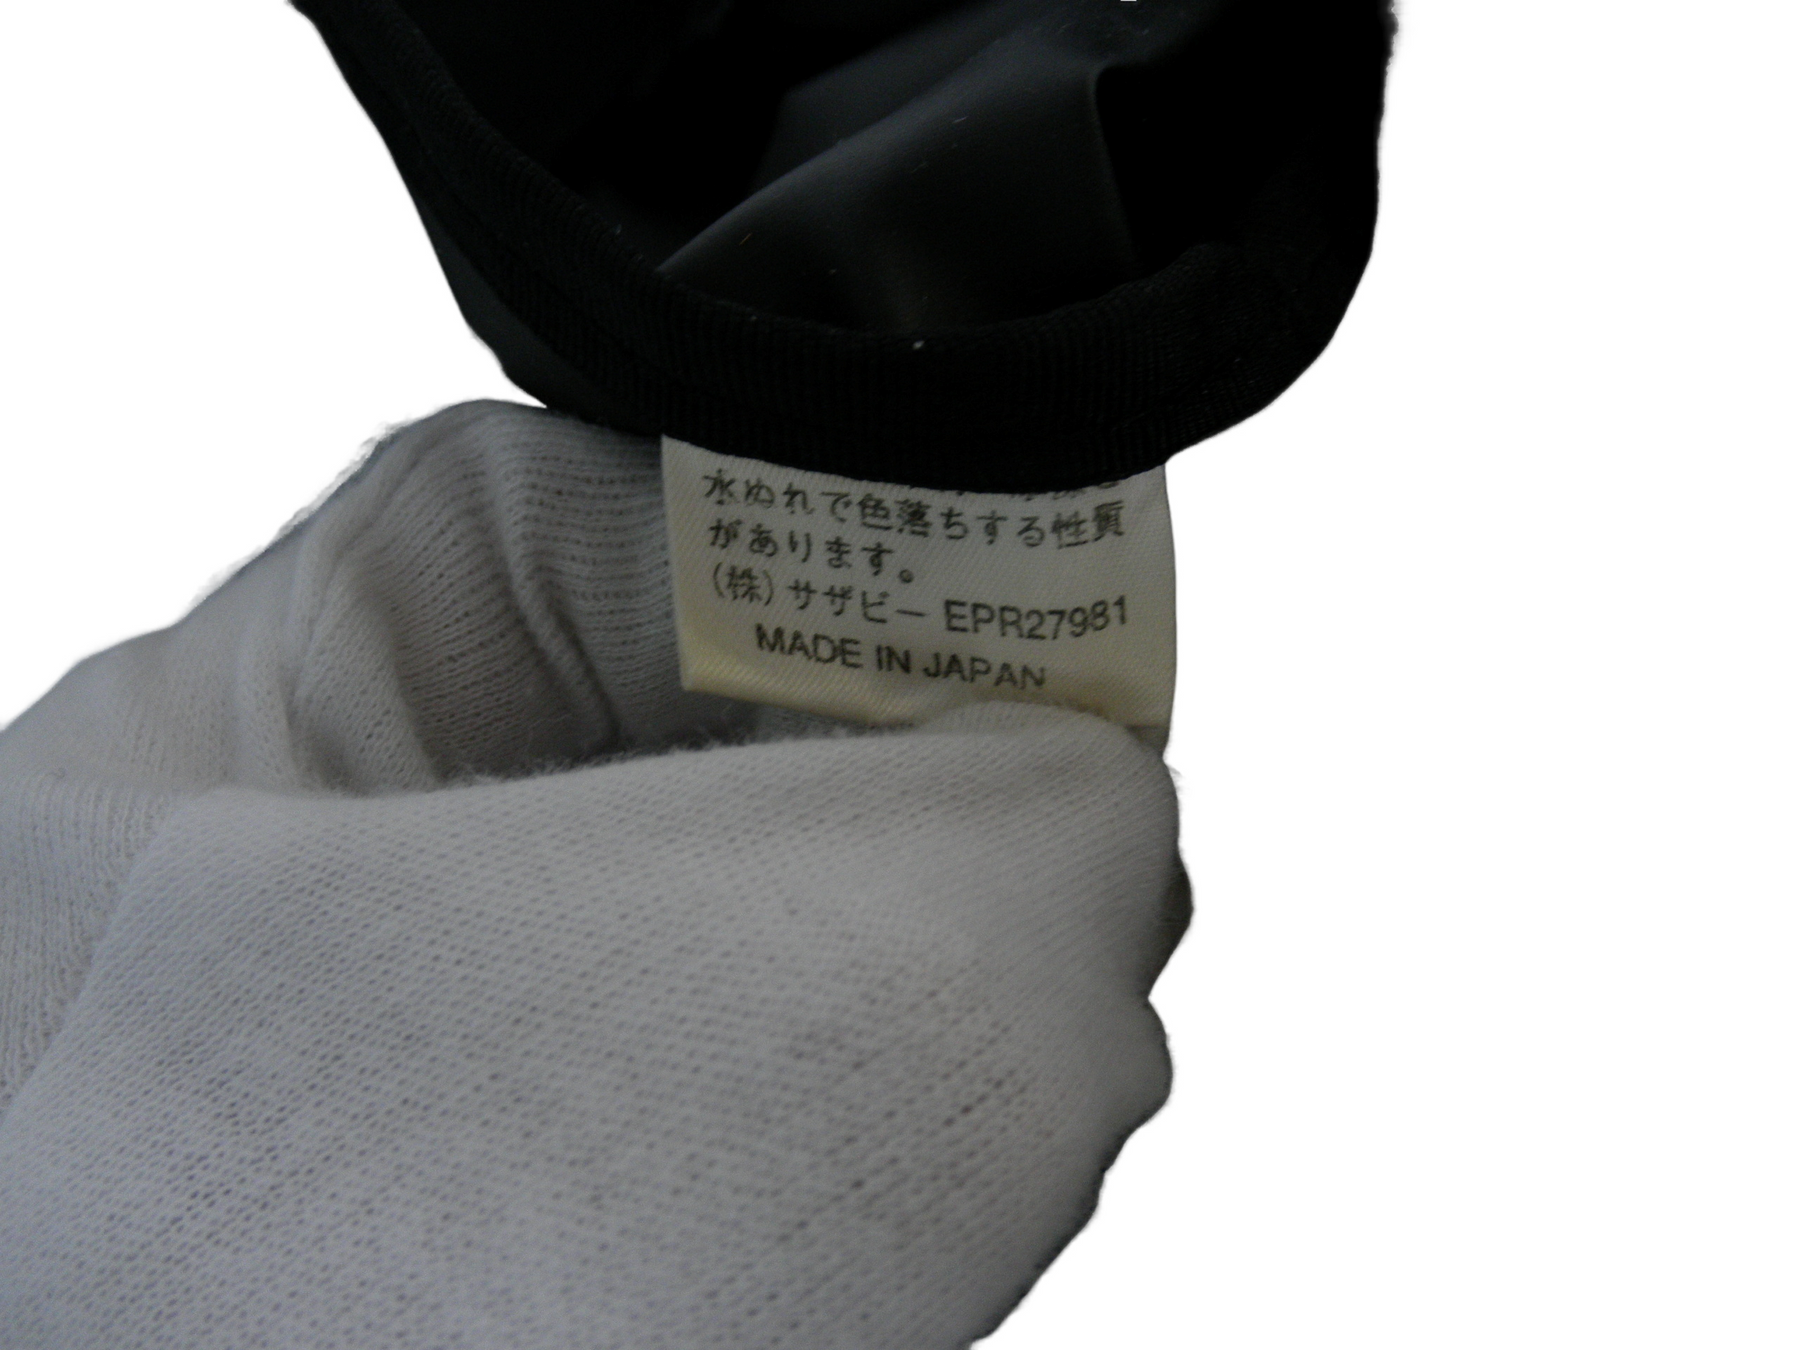 水ぬれで色落ちする性質
があります。
(株)サザビー EPR27981
MADE IN JAPAN